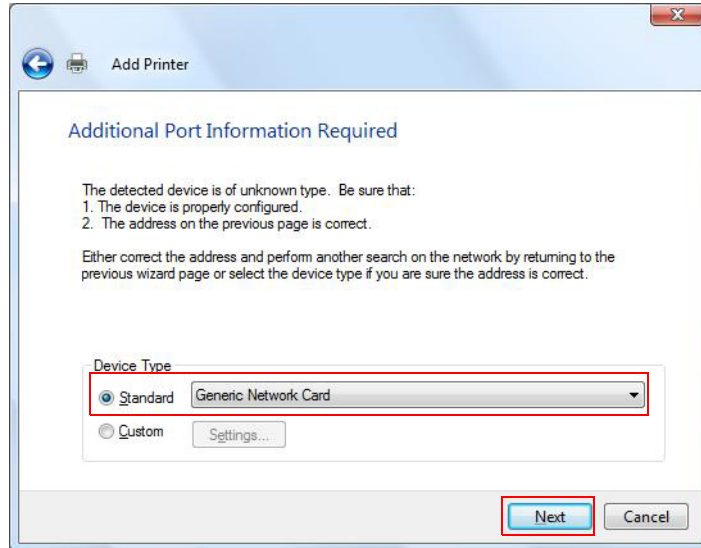 Add Printer
Additional Port Information Required
The detected device is of unknown type. Be sure that:
1. The device is properly configured.
2. The address on the previous page is correct.
Either correct the address and perform another search on the network by returning to the
previous wizard page or select the device type if you are sure the address is correct.
Device Type
Standard Generic Network Card
Custom Settings...
Next Cancel